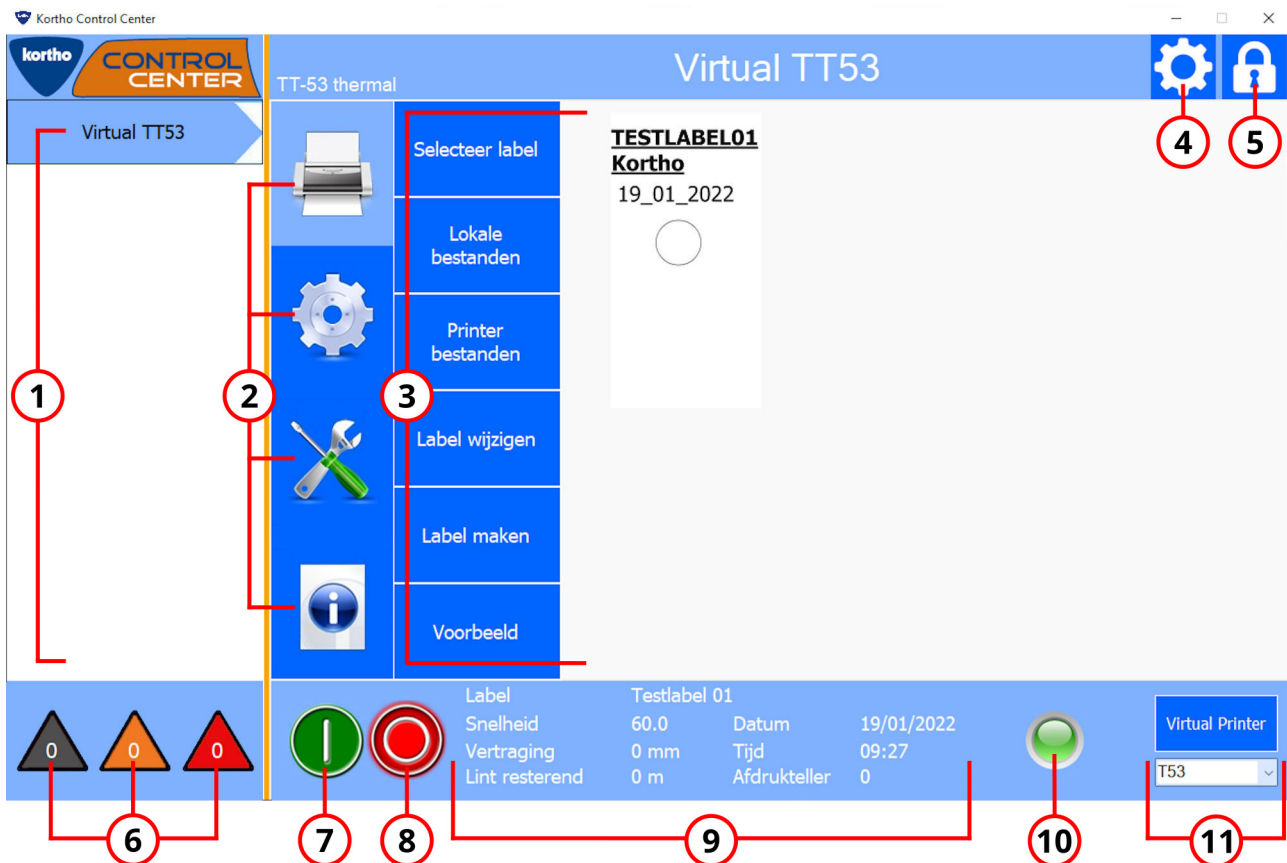 Kortho Control Center
kortho
CONTROL
CENTER
TT-53 thermal
Virtual TT53
4
5
Virtual TT53
1
2
3
Selecteer label
Lokale
bestanden
Printer
bestanden
Label wijzigen
Label maken
Voorbeeld
TESTLABEL01
Kortho
19_01_2022
0
0
0
6
7
8
Label Testlabel 01
Snelheid 60.0 Datum 19/01/2022
Vertraging 0 mm Tijd 09:27
Lint resterend 0 m Afdrukteller 0
9
10
Virtual Printer
T53
11